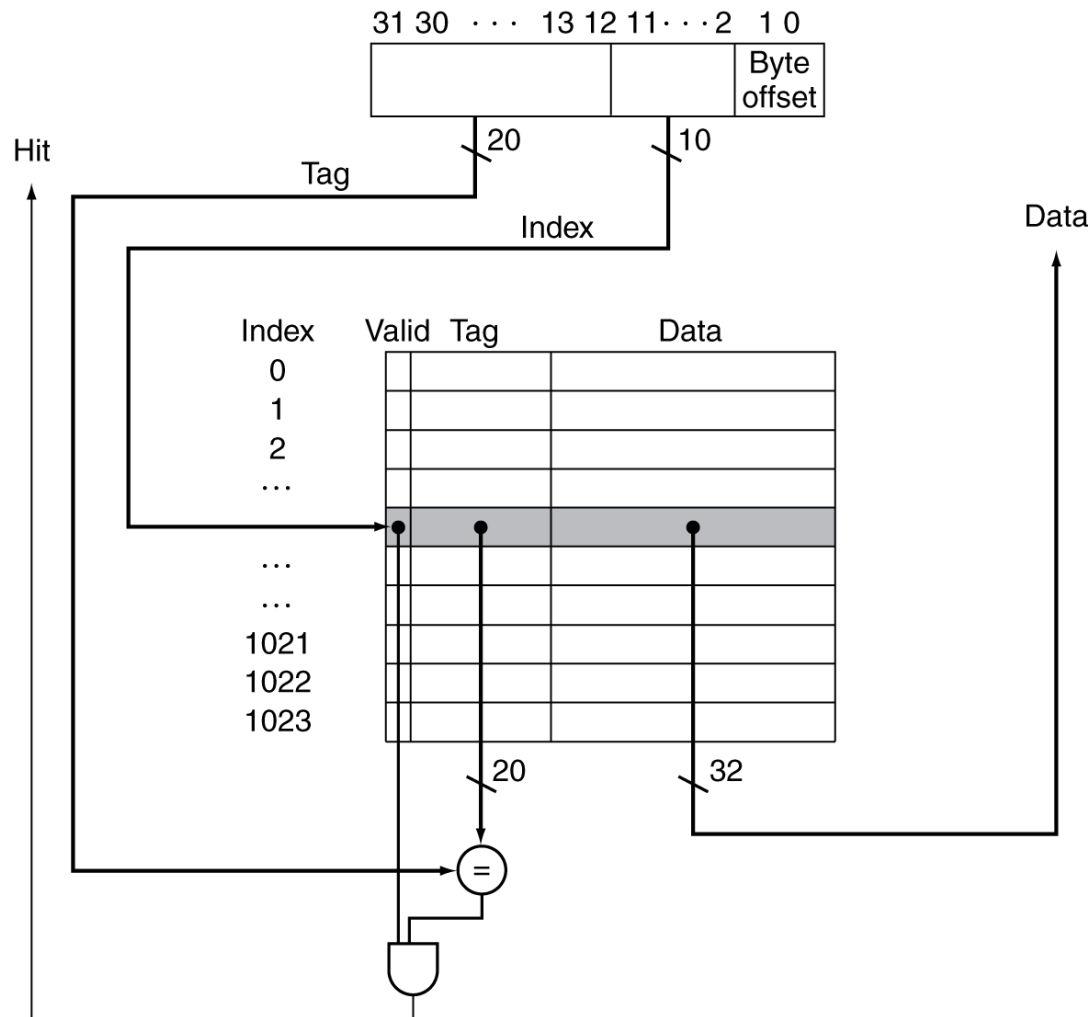 31 30 · · · 13 12 11 · · · 2 1 0
Byte
offset
20
10
Hit
Tag
Index
Data
Index Valid Tag Data
0
1
2
...
...
...
1021
1022
1023
20
32
=